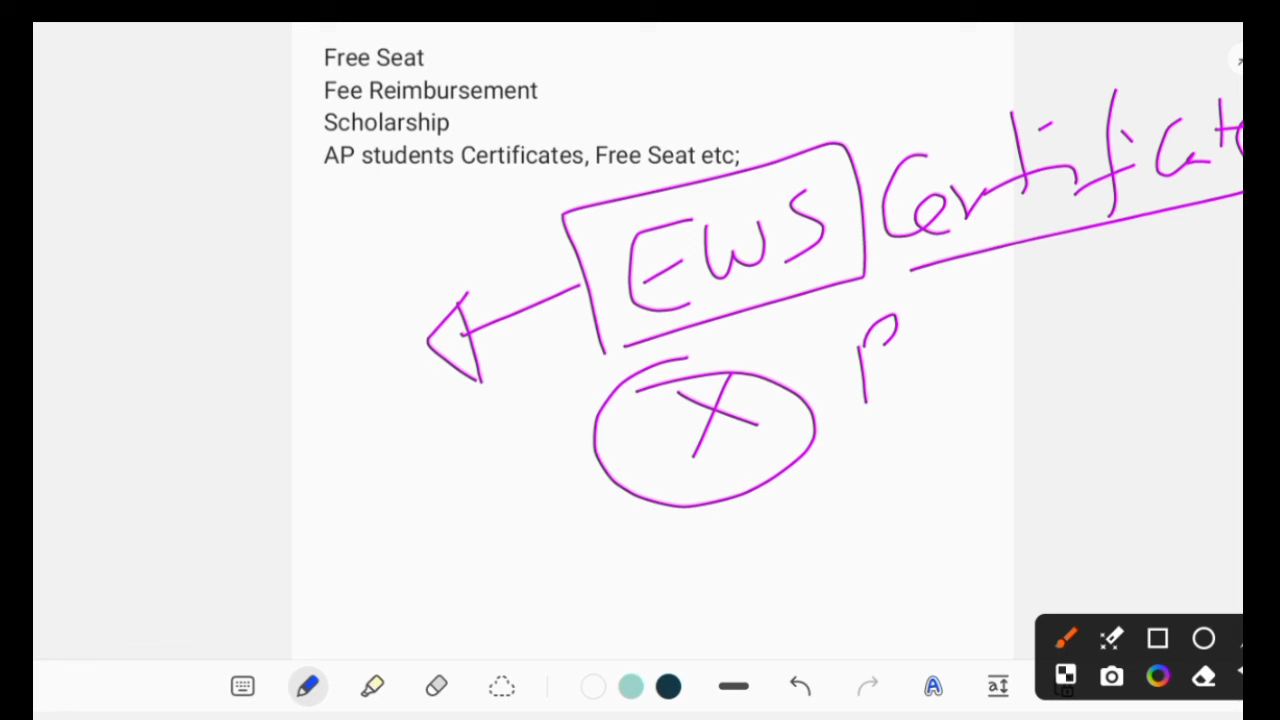 Free Seat
Fee Reimbursement
Scholarship
AP students Certificates, Free Seat etc;
EWS Certificate
X